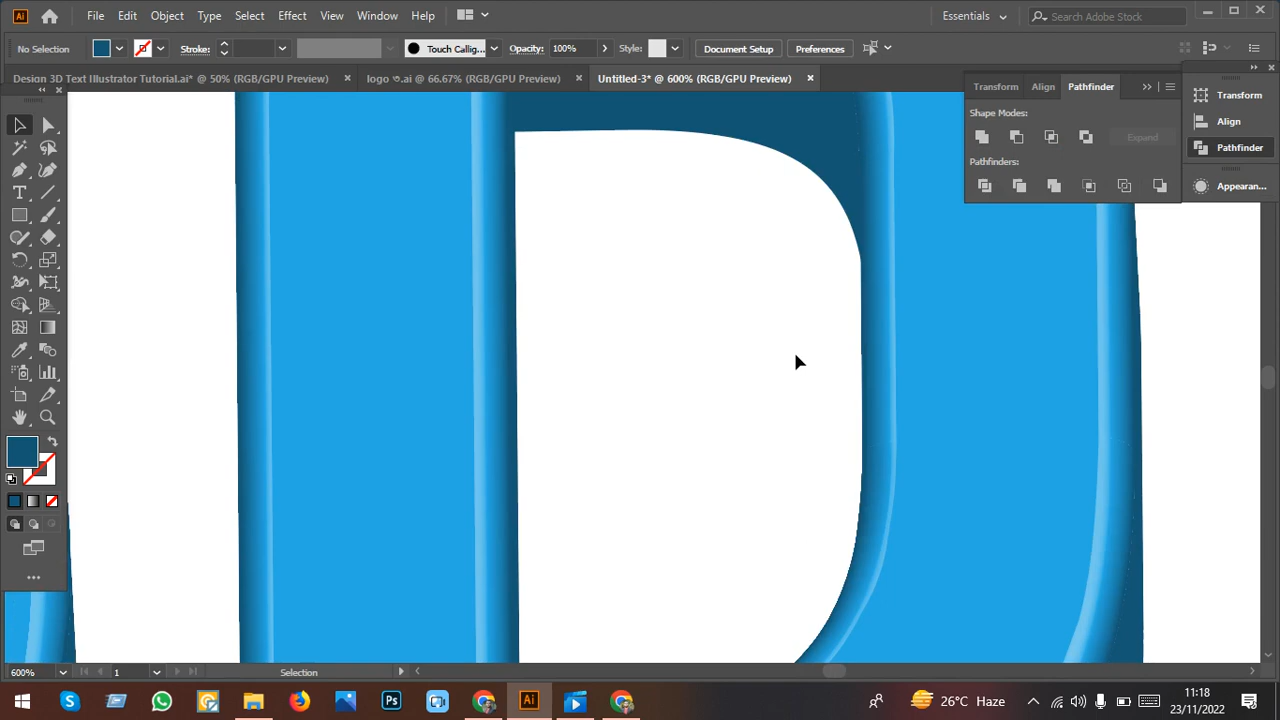 Ai File Edit Object Type Select Effect View Window Help Essentials Search Adobe Stock
No Selection Stroke: Touch Callig... Opacity: 100% Style: Document Setup Preferences
Design 3D Text Illustrator Tutorial.ai* @ 50% (RGB/GPU Preview) × Untitled-3* @ 600% (RGB/GPU Preview) ×
Transform Align Pathfinder
Transform
Shape Modes:
Align
Expand
Pathfinder
Pathfinders:
Appearan...
D
600% 1 Selection
Ps Ai 26°C Haze 11:18
23/11/2022